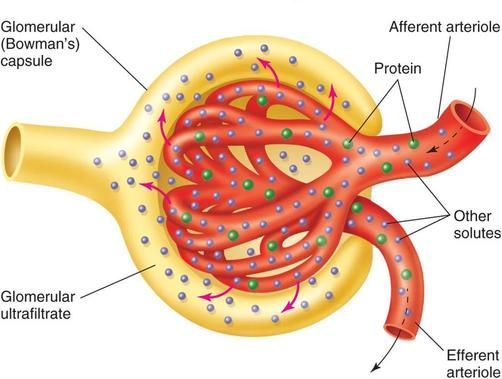 Glomerular
(Bowman's)
capsule
Afferent arteriole
Protein
Other
solutes
Glomerular
ultrafiltrate
Efferent
arteriole